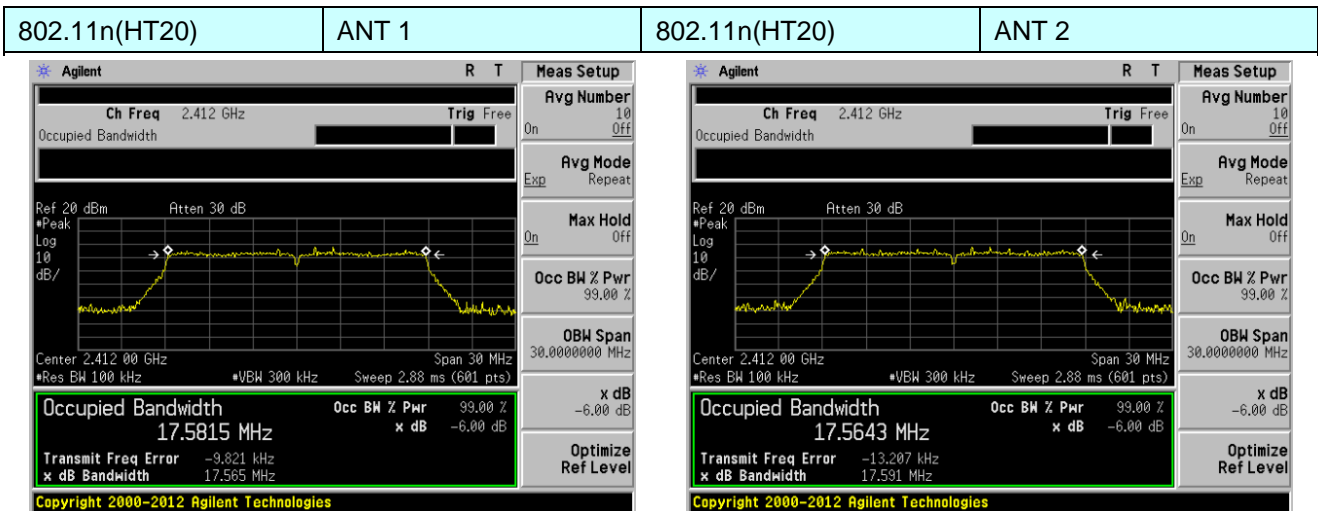 802.11n(HT20) ANT 1 802.11n(HT20) ANT 2
Agilent R T
Ch Freq 2.412 GHz Trig Free
Occupied Bandwidth
Ref 20 dBm Atten 30 dB
#Peak
Log
10
dB/
Center 2.412 00 GHz Span 30 MHz
#Res BW 100 kHz #VBW 300 kHz Sweep 2.88 ms (601 pts)
Occupied Bandwidth Occ BW % Pwr 99.00 %
17.5815 MHz x dB -6.00 dB
Transmit Freq Error -9.821 kHz
x dB Bandwidth 17.565 MHz
Copyright 2000-2012 Agilent Technologies
Meas Setup
Avg Number
10
On Off
Avg Mode
Exp Repeat
Max Hold
On Off
Occ BW % Pwr
99.00 %
OBW Span
30.0000000 MHz
x dB
-6.00 dB
Optimize
Ref Level
Agilent R T
Ch Freq 2.412 GHz Trig Free
Occupied Bandwidth
Ref 20 dBm Atten 30 dB
#Peak
Log
10
dB/
Center 2.412 00 GHz Span 30 MHz
#Res BW 100 kHz #VBW 300 kHz Sweep 2.88 ms (601 pts)
Occupied Bandwidth Occ BW % Pwr 99.00 %
17.5643 MHz x dB -6.00 dB
Transmit Freq Error -13.207 kHz
x dB Bandwidth 17.591 MHz
Copyright 2000-2012 Agilent Technologies
Meas Setup
Avg Number
10
On Off
Avg Mode
Exp Repeat
Max Hold
On Off
Occ BW % Pwr
99.00 %
OBW Span
30.0000000 MHz
x dB
-6.00 dB
Optimize
Ref Level